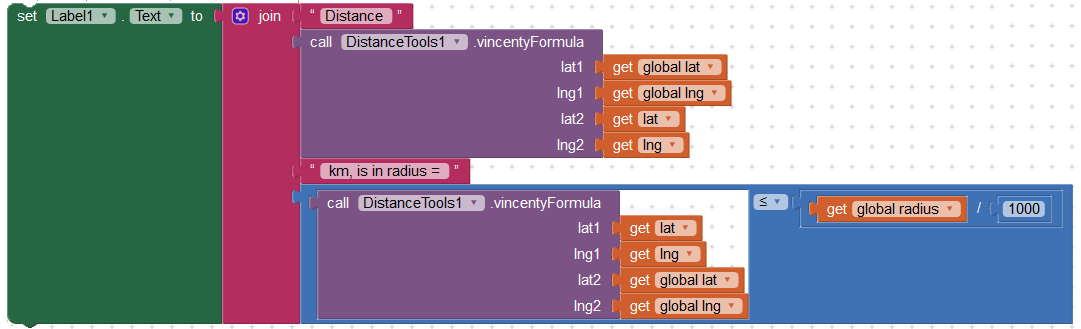 set Label1 . Text to join " Distance "
call DistanceTools1 .vincentyFormula
lat1 get global lat
lng1 get global lng
lat2 get lat
lng2 get lng
" km, is in radius = "
call DistanceTools1 .vincentyFormula ≤ get global radius / 1000
lat1 get lat
lng1 get lng
lat2 get global lat
lng2 get global lng